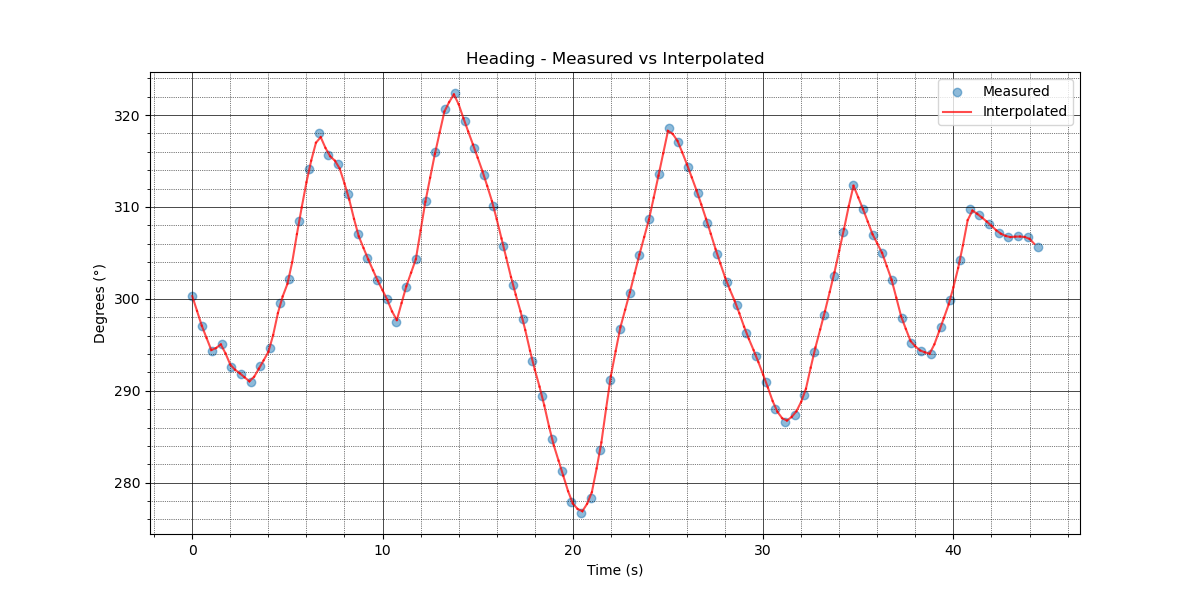 Heading - Measured vs Interpolated
Measured
Interpolated
320
310
300
290
280
Degrees (°)
0
10
20
30
40
Time (s)